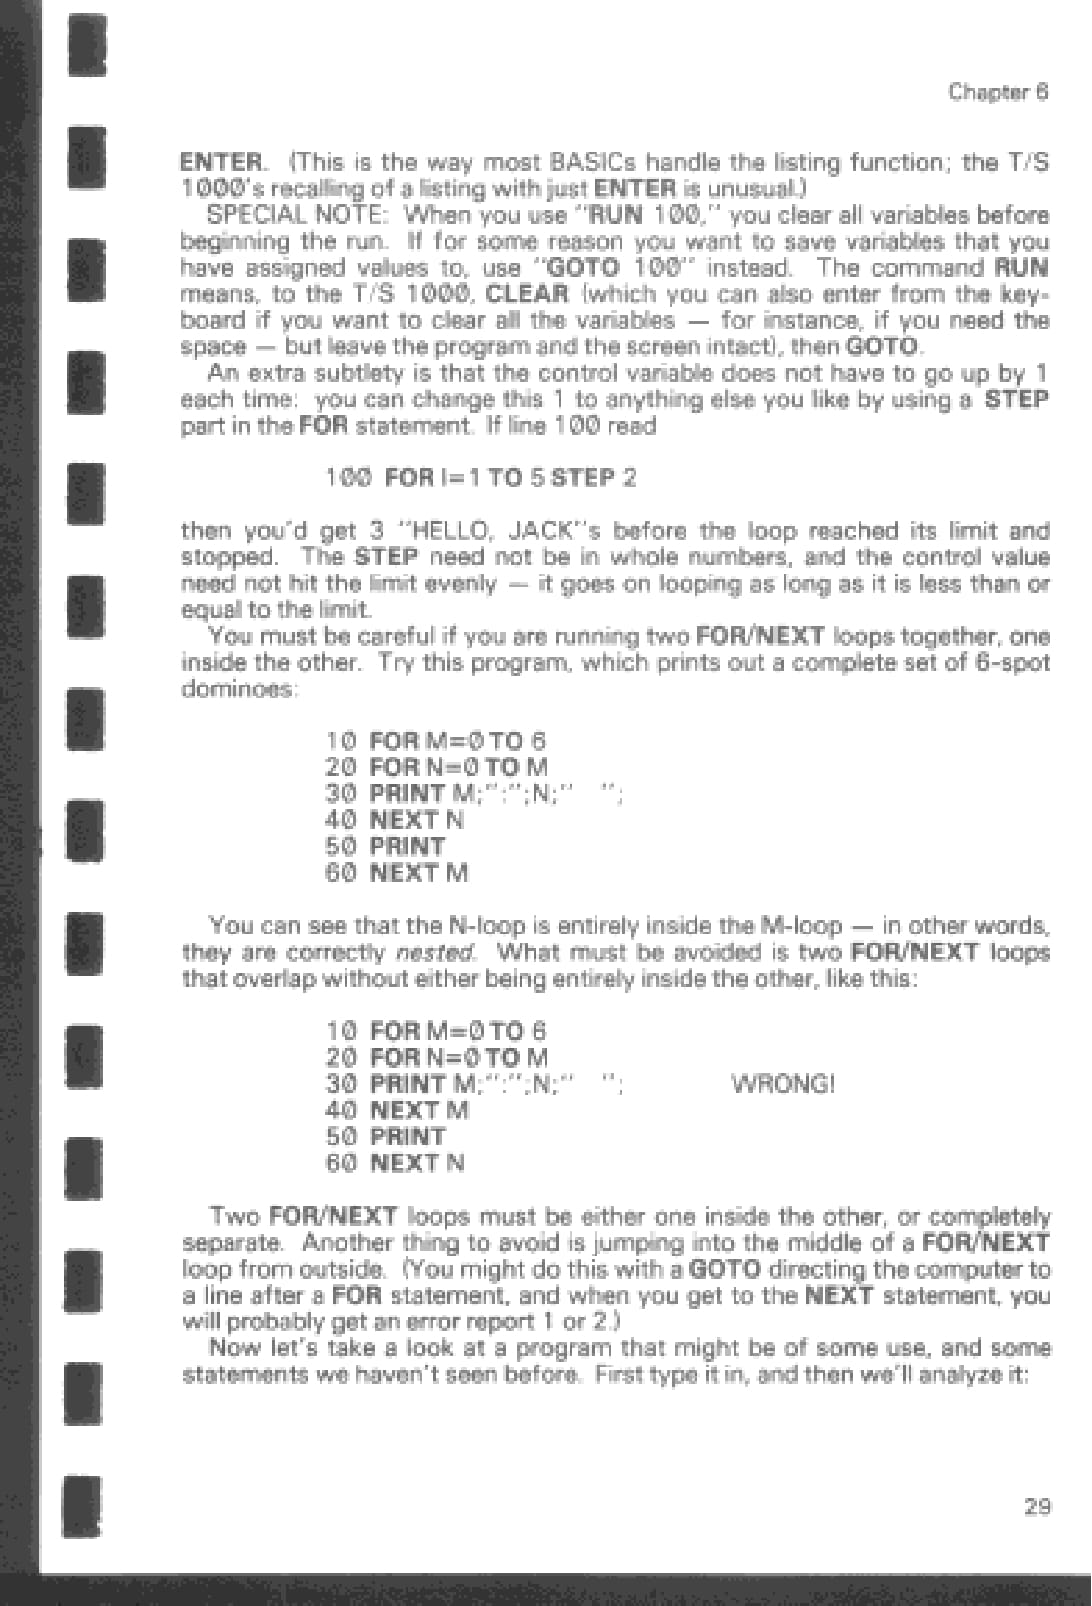 Chapter 6
ENTER. (This is the way most BASICs handle the listing function; the T/S
1000's recalling of a listing with just ENTER is unusual.)
SPECIAL NOTE: When you use "RUN 100," you clear all variables before
beginning the run. If for some reason you want to save variables that you
have assigned values to, use "GOTO 100" instead. The command RUN
means, to the T/S 1000, CLEAR (which you can also enter from the key-
board if you want to clear all the variables — for instance, if you need the
space — but leave the program and the screen intact), then GOTO.
An extra subtlety is that the control variable does not have to go up by 1
each time: you can change this 1 to anything else you like by using a STEP
part in the FOR statement. If line 100 read
100 FOR I=1 TO 5 STEP 2
then you'd get 3 "HELLO, JACK"'s before the loop reached its limit and
stopped. The STEP need not be in whole numbers, and the control value
need not hit the limit evenly — it goes on looping as long as it is less than or
equal to the limit.
You must be careful if you are running two FOR/NEXT loops together, one
inside the other. Try this program, which prints out a complete set of 6-spot
dominoes:
10 FOR M=0 TO 6
20 FOR N=0 TO M
30 PRINT M;":";N;"  ";
40 NEXT N
50 PRINT
60 NEXT M
You can see that the N-loop is entirely inside the M-loop — in other words,
they are correctly nested. What must be avoided is two FOR/NEXT loops
that overlap without either being entirely inside the other, like this:
10 FOR M=0 TO 6
20 FOR N=0 TO M
30 PRINT M;":";N;"  "; WRONG!
40 NEXT M
50 PRINT
60 NEXT N
Two FOR/NEXT loops must be either one inside the other, or completely
separate. Another thing to avoid is jumping into the middle of a FOR/NEXT
loop from outside. (You might do this with a GOTO directing the computer to
a line after a FOR statement, and when you get to the NEXT statement, you
will probably get an error report 1 or 2.)
Now let's take a look at a program that might be of some use, and some
statements we haven't seen before. First type it in, and then we'll analyze it:
29